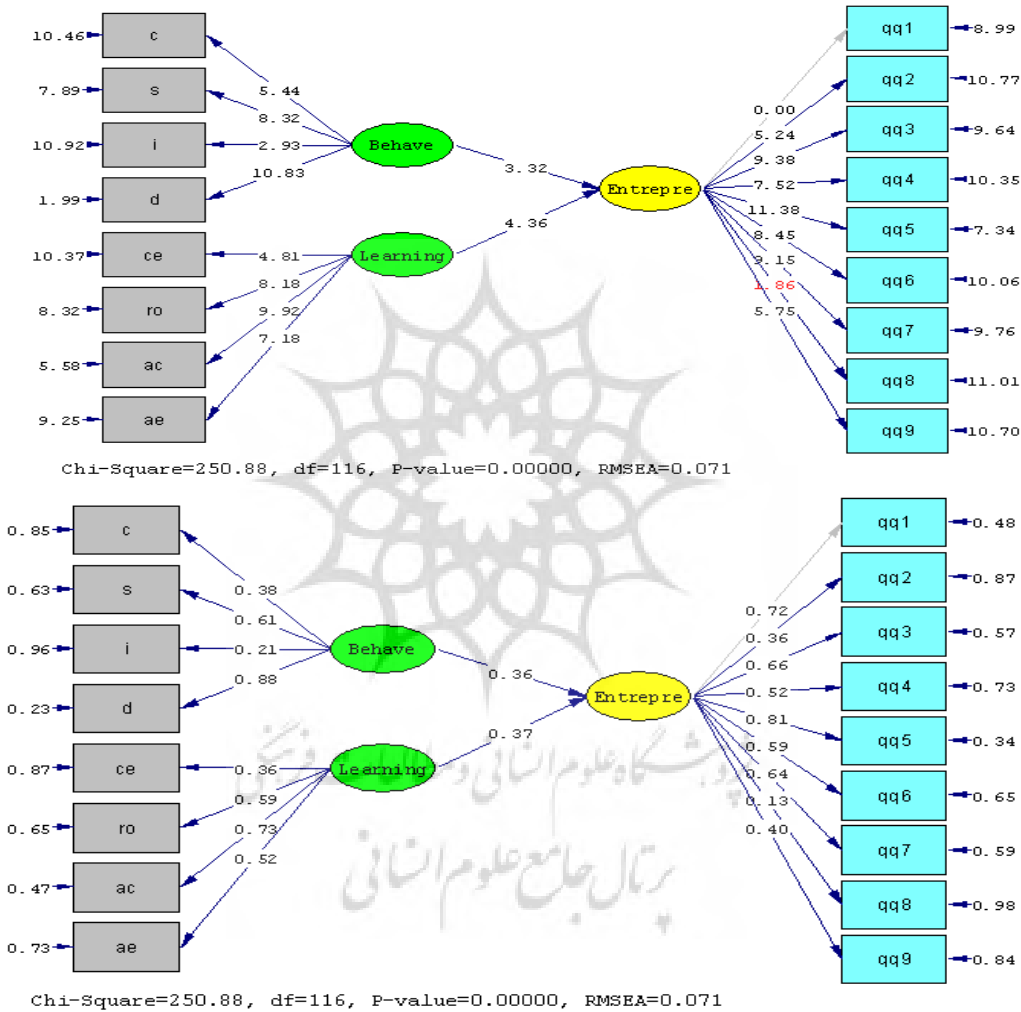 10.46 c 5.44 qq1 8.99
7.89 s 8.32 0.00 qq2 10.77
10.92 i 2.93 Behave 5.24 qq3 9.64
1.99 d 10.83 3.32 Entrepre 9.38 qq4 10.35
10.37 ce 4.81 Learning 4.36 7.52 qq5 7.34
8.32 ro 8.18 11.38 qq6 10.06
5.58 ac 9.92 8.45 qq7 9.76
9.25 ae 7.18 9.15 qq8 11.01
1.86 qq9 10.70
5.75
Chi-Square=250.88, df=116, P-value=0.00000, RMSEA=0.071
0.85 c 0.38 qq1 0.48
0.63 s 0.61 0.72 qq2 0.87
0.96 i 0.21 Behave 0.36 0.36 qq3 0.57
0.23 d 0.88 Entrepre 0.66 qq4 0.73
0.87 ce 0.36 Learning 0.37 0.52 qq5 0.34
0.65 ro 0.59 0.81 qq6 0.65
0.47 ac 0.73 0.59 qq7 0.59
0.73 ae 0.52 0.64 qq8 0.98
0.13 qq9 0.84
0.40
پژوهشگاه علوم انسانی و مطالعات فرهنگی
پرتال جامع علوم انسانی
Chi-Square=250.88, df=116, P-value=0.00000, RMSEA=0.071